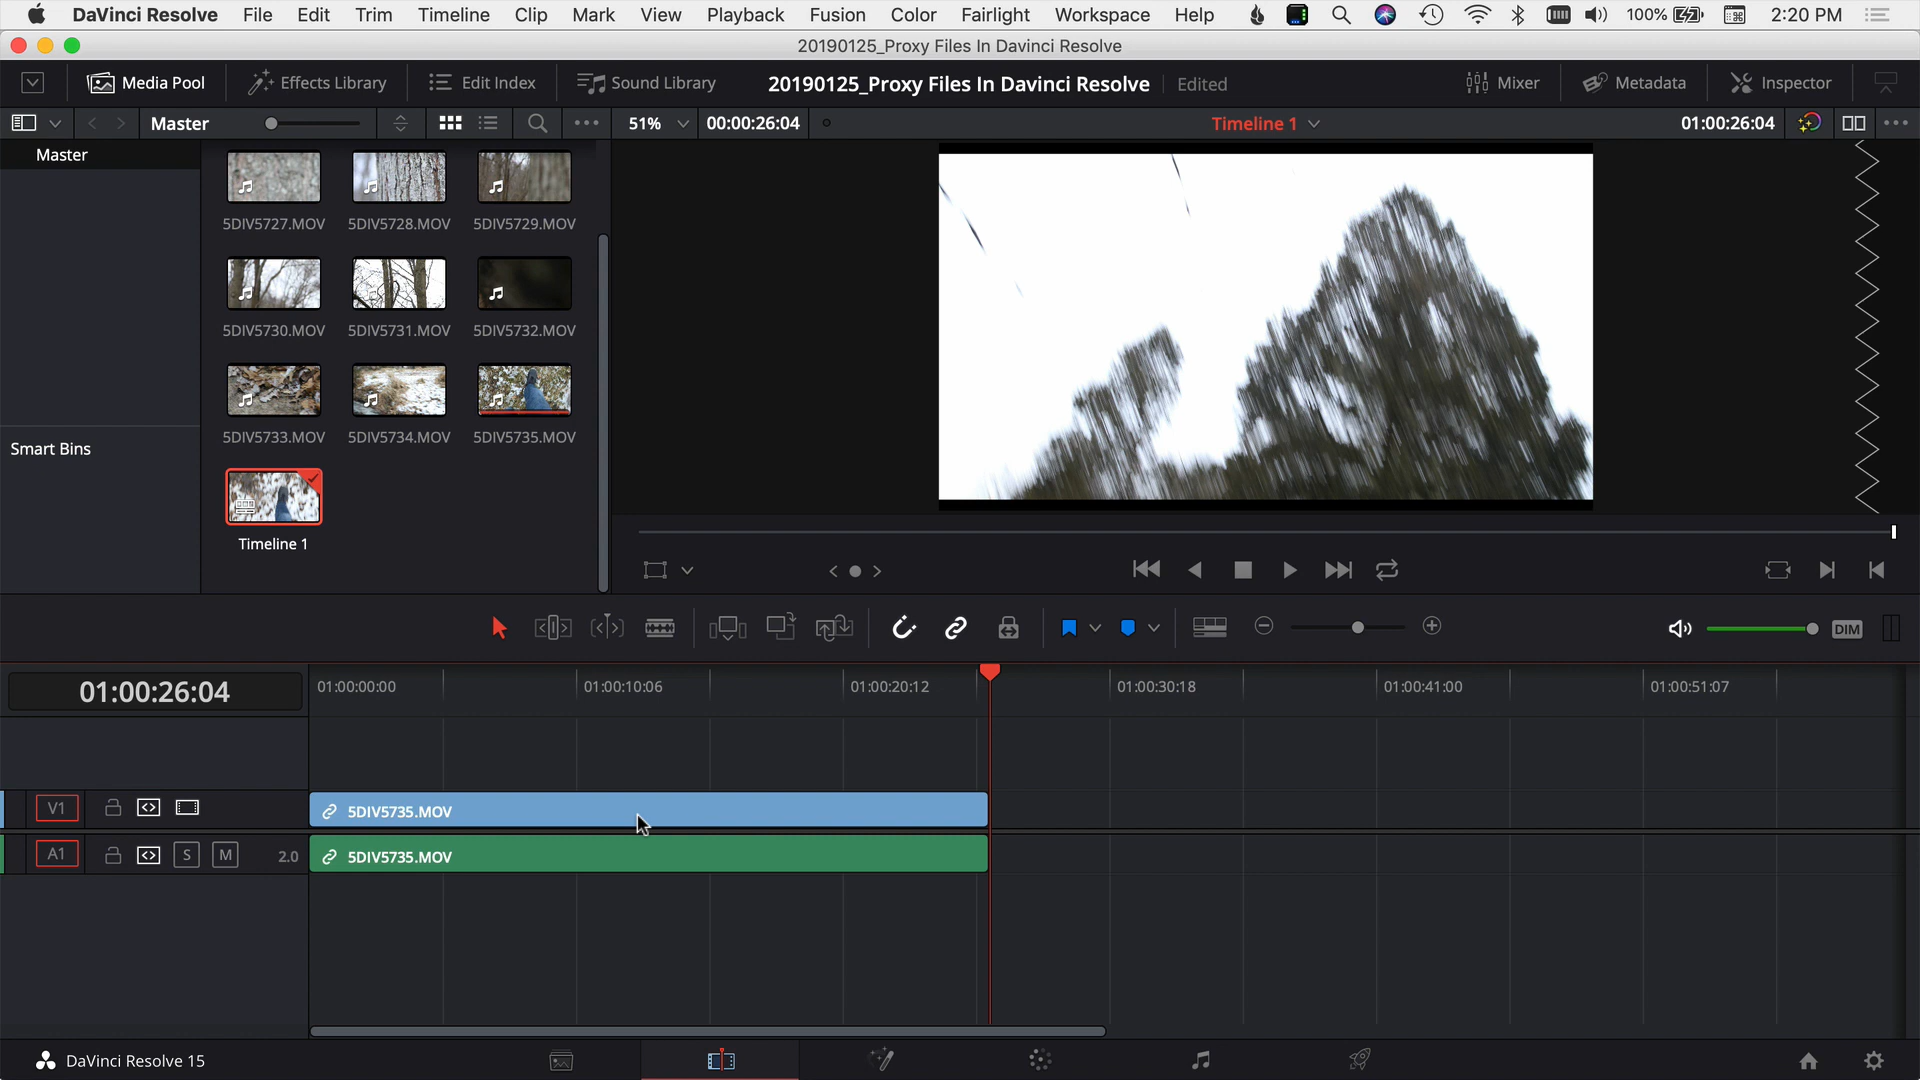 DaVinci Resolve File Edit Trim Timeline Clip Mark View Playback Fusion Color Fairlight Workspace Help 100% 2:20 PM
20190125_Proxy Files In Davinci Resolve
Media Pool Effects Library Edit Index Sound Library 20190125_Proxy Files In Davinci Resolve Edited Mixer Metadata Inspector
Master 51% 00:00:26:04 Timeline 1 01:00:26:04
Master
5DIV5727.MOV 5DIV5728.MOV 5DIV5729.MOV
5DIV5730.MOV 5DIV5731.MOV 5DIV5732.MOV
5DIV5733.MOV 5DIV5734.MOV 5DIV5735.MOV
Smart Bins
Timeline 1
DIM
01:00:26:04 01:00:00:00 01:00:10:06 01:00:20:12 01:00:30:18 01:00:41:00 01:00:51:07
V1 5DIV5735.MOV
A1 S M 2.0 5DIV5735.MOV
DaVinci Resolve 15